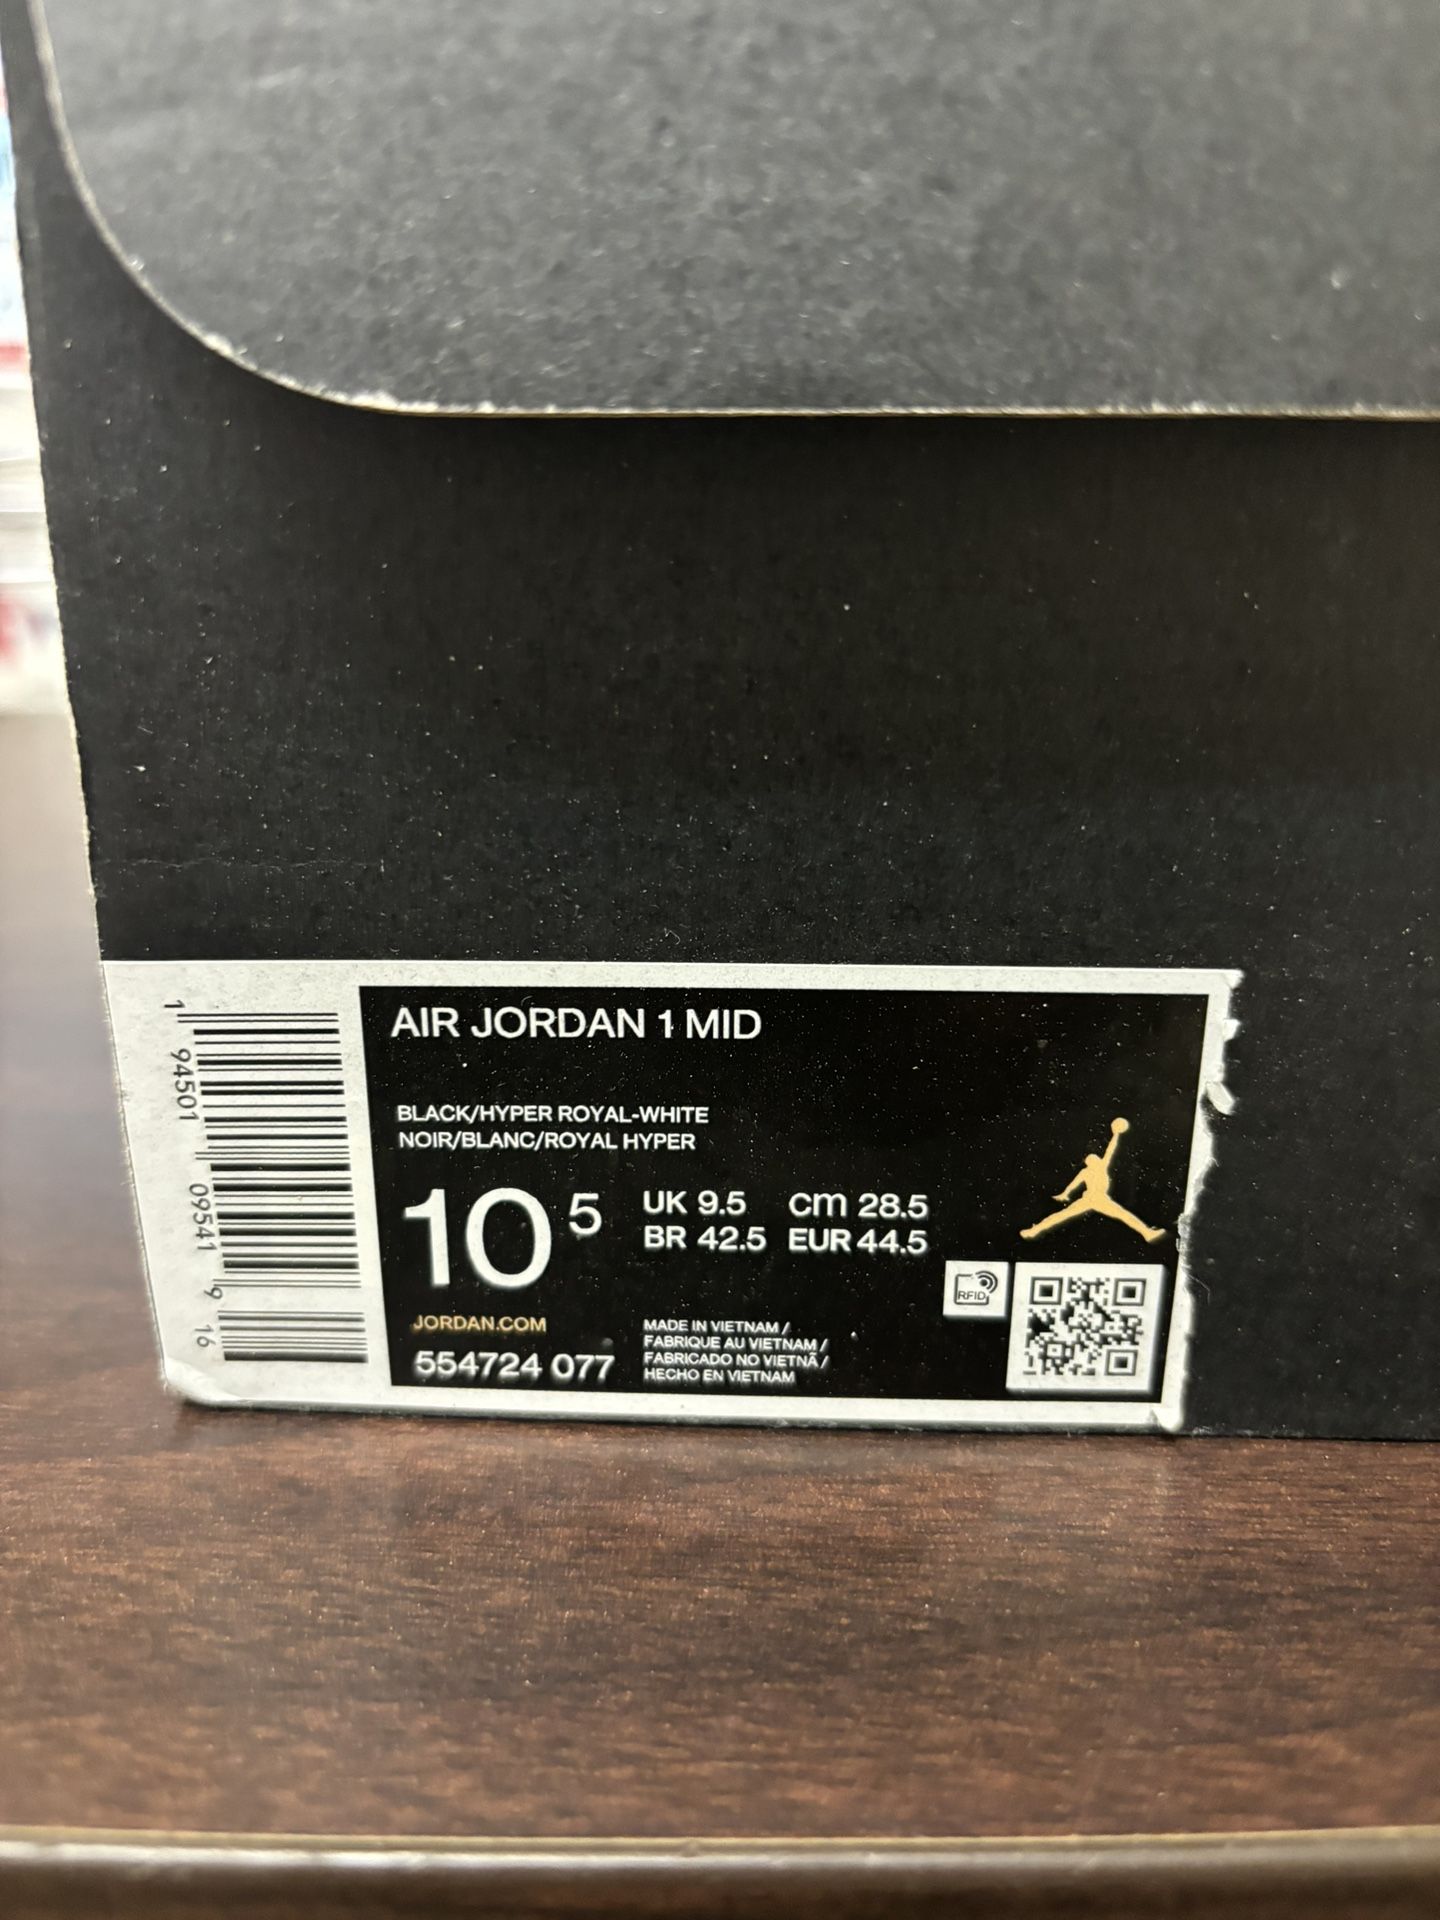 AIR JORDAN 1 MID
BLACK/HYPER ROYAL-WHITE
NOIR/BLANC/ROYAL HYPER
10 5
UK 9.5 cm 28.5
BR 42.5 EUR 44.5
JORDAN.COM
554724 077
MADE IN VIETNAM /
FABRIQUE AU VIETNAM /
FABRICADO NO VIETNÃ /
HECHO EN VIETNAM
RFID
1 94501 09541 9 16